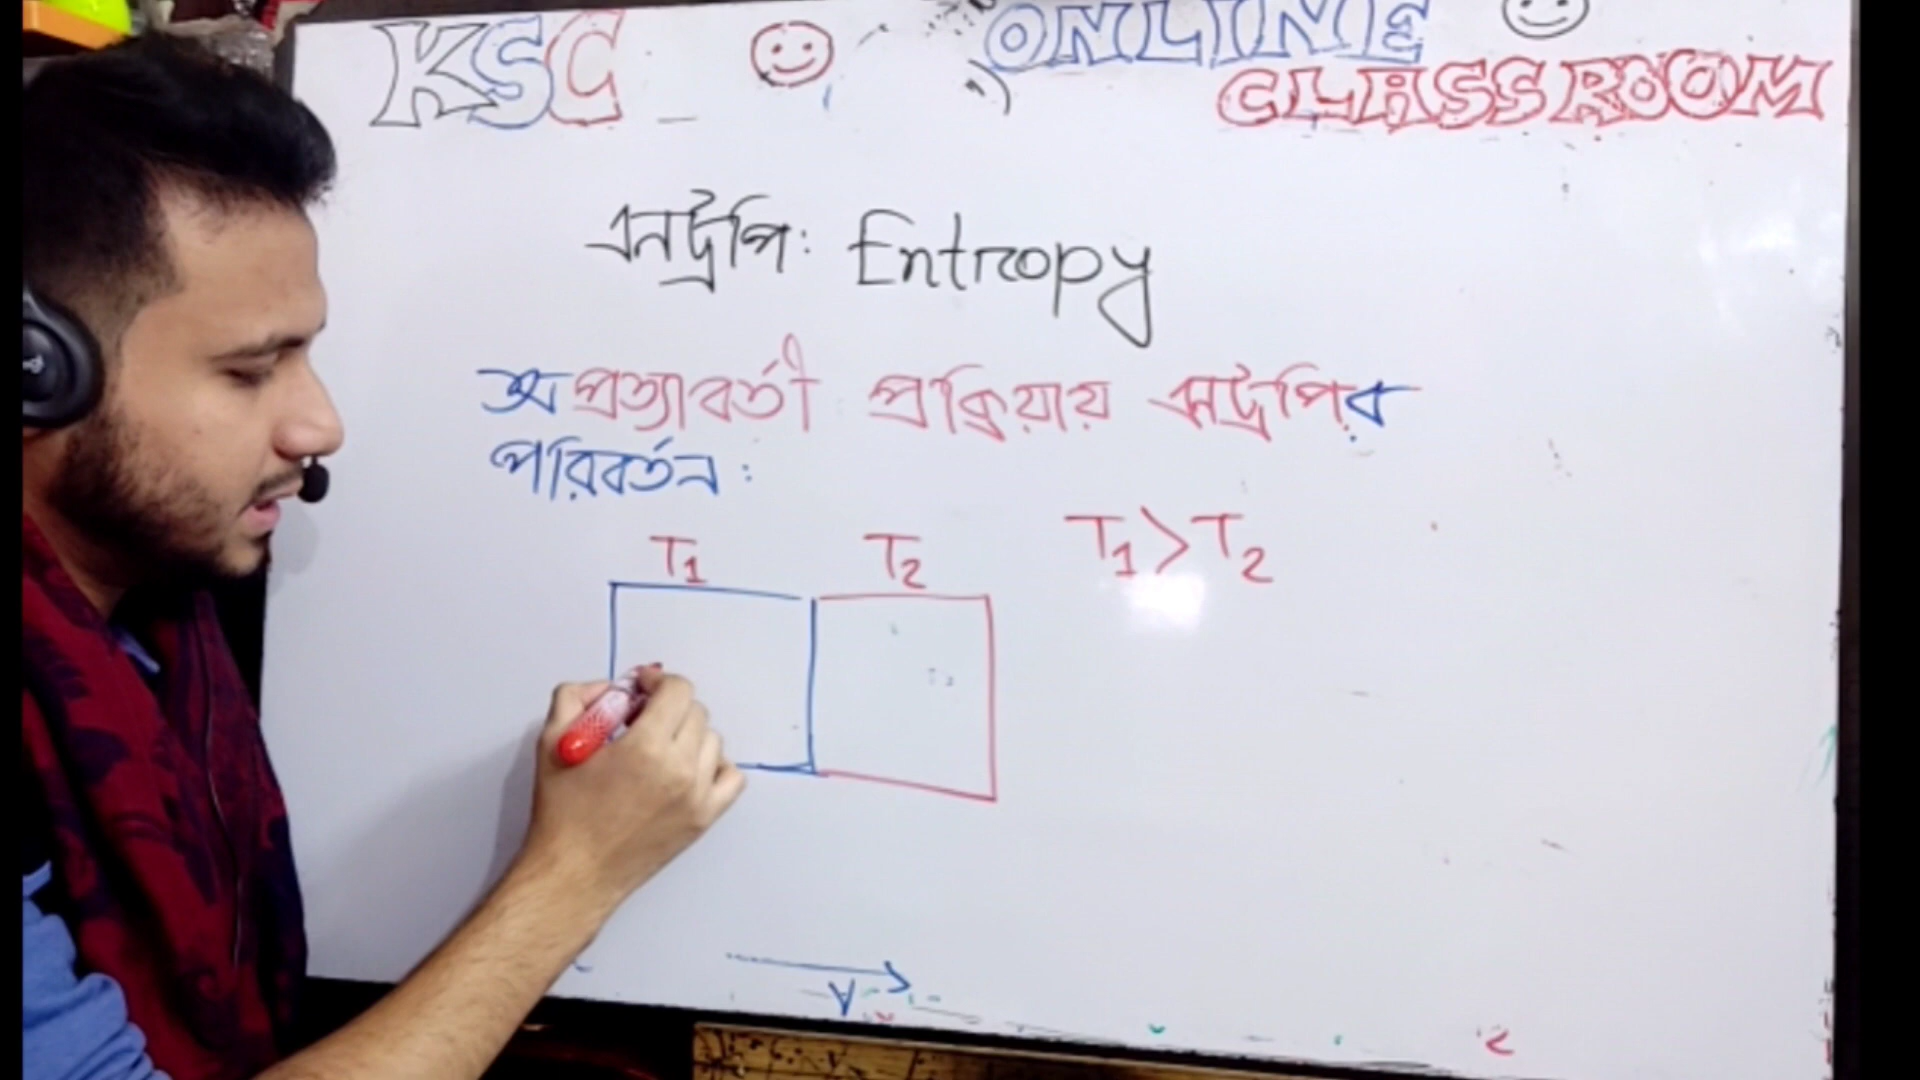 KSC ONLINE
CLASSROOM
এনট্রপি: Entropy
অপ্রত্যাবর্তী প্রক্রিয়ায় এনট্রপির
পরিবর্তন:
T1 T2 T1>T2
V